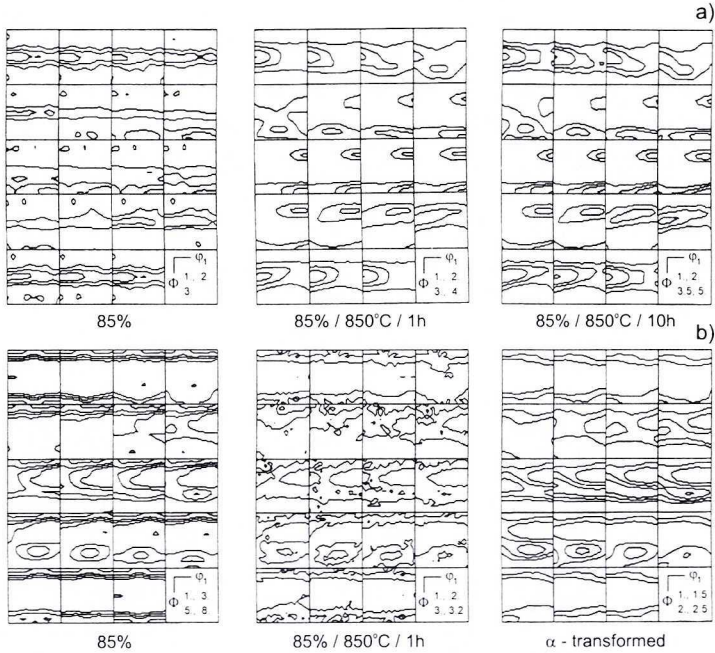 a)
φ₁
Φ 1., 2
3
φ₁
Φ 1., 2
3., 4
φ₁
Φ 1., 2
3.5, 5
85%
85% / 850°C / 1h
85% / 850°C / 10h
b)
φ₁
Φ 1., 3
5., 8
φ₁
Φ 1., 2
3., 3.2
φ₁
Φ 1., 1.5
2., 2.5
85%
85% / 850°C / 1h
α - transformed